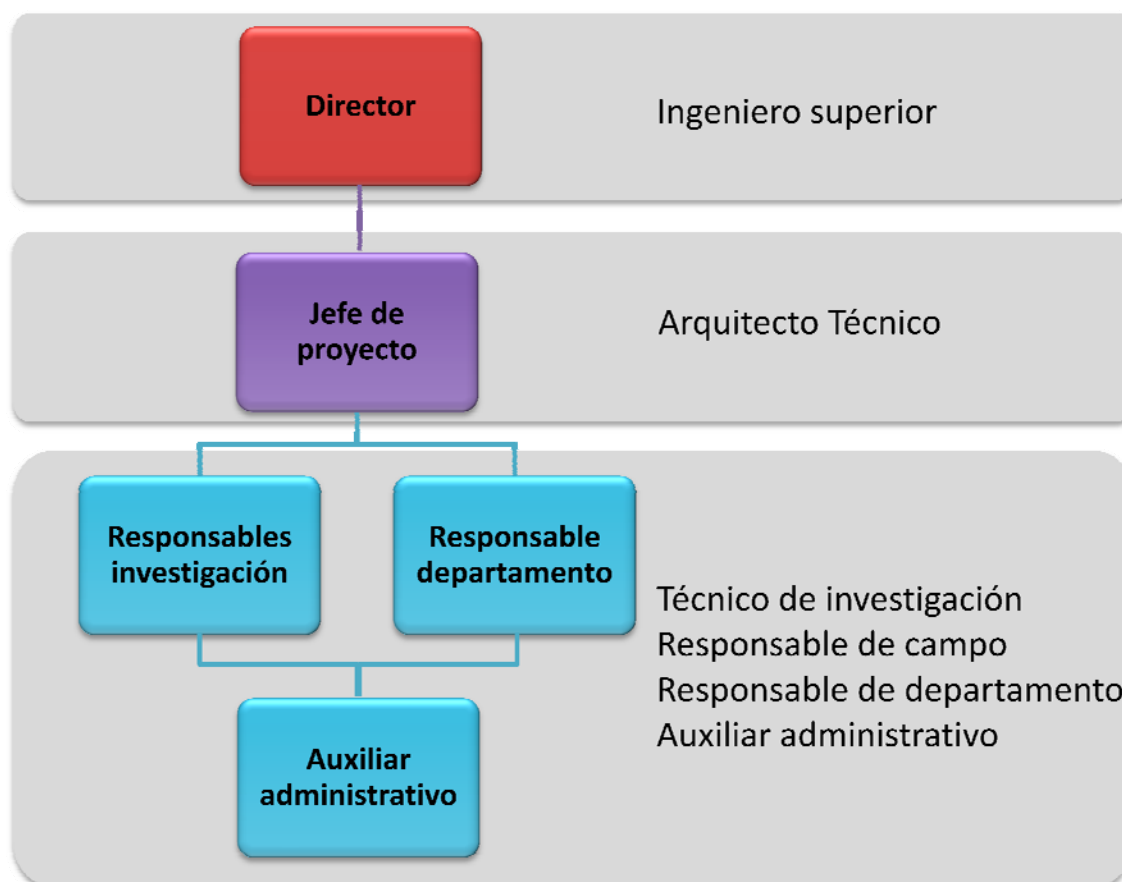 Director
Ingeniero superior
Jefe de
proyecto
Arquitecto Técnico
Responsables
investigación
Responsable
departamento
Técnico de investigación
Responsable de campo
Responsable de departamento
Auxiliar administrativo
Auxiliar
administrativo